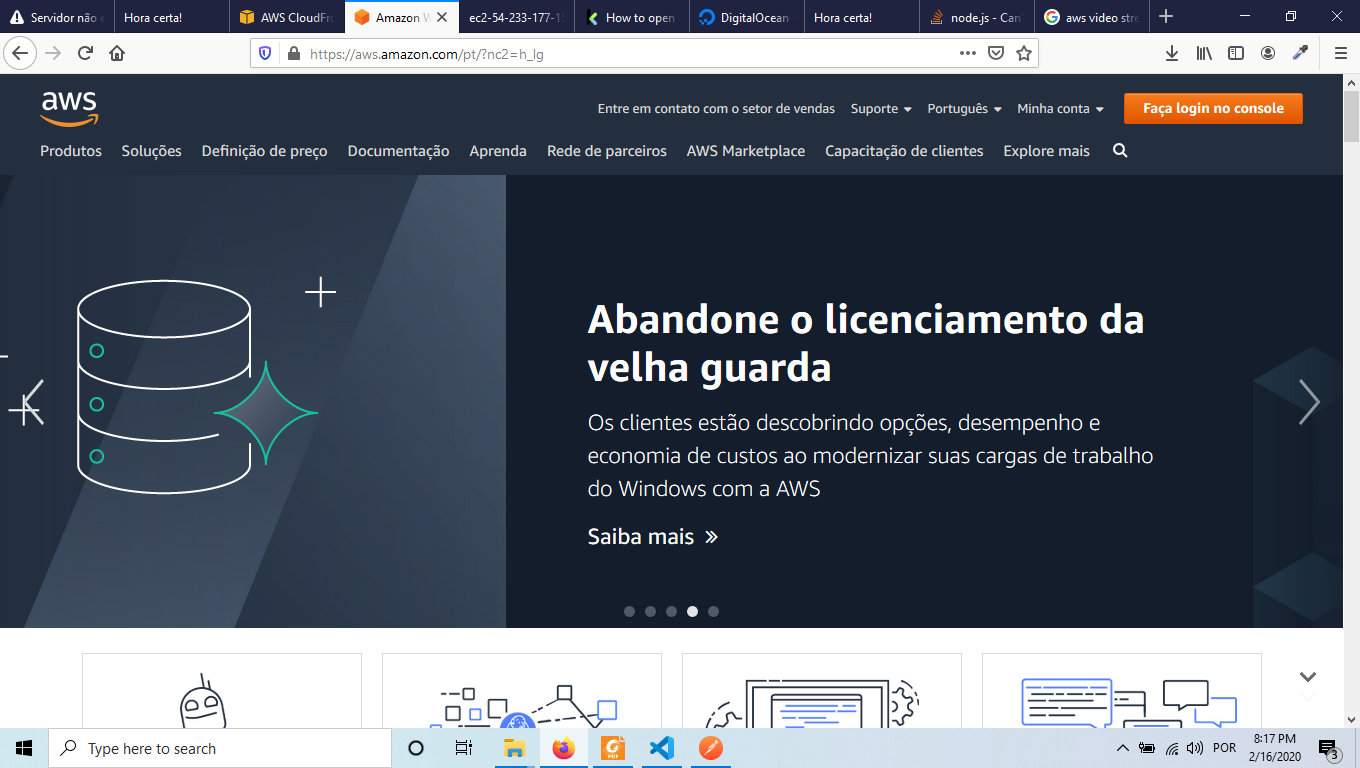 Servidor não e
Hora certa!
AWS CloudFro
Amazon W
ec2-54-233-177-1
How to open
DigitalOcean
Hora certa!
node.js - Can'
aws video stre
https://aws.amazon.com/pt/?nc2=h_lg
aws
Entre em contato com o setor de vendas
Suporte
Português
Minha conta
Faça login no console
Produtos
Soluções
Definição de preço
Documentação
Aprenda
Rede de parceiros
AWS Marketplace
Capacitação de clientes
Explore mais
Abandone o licenciamento da
velha guarda
Os clientes estão descobrindo opções, desempenho e
economia de custos ao modernizar suas cargas de trabalho
do Windows com a AWS
Saiba mais
Type here to search
PDF
POR
8:17 PM
2/16/2020
3